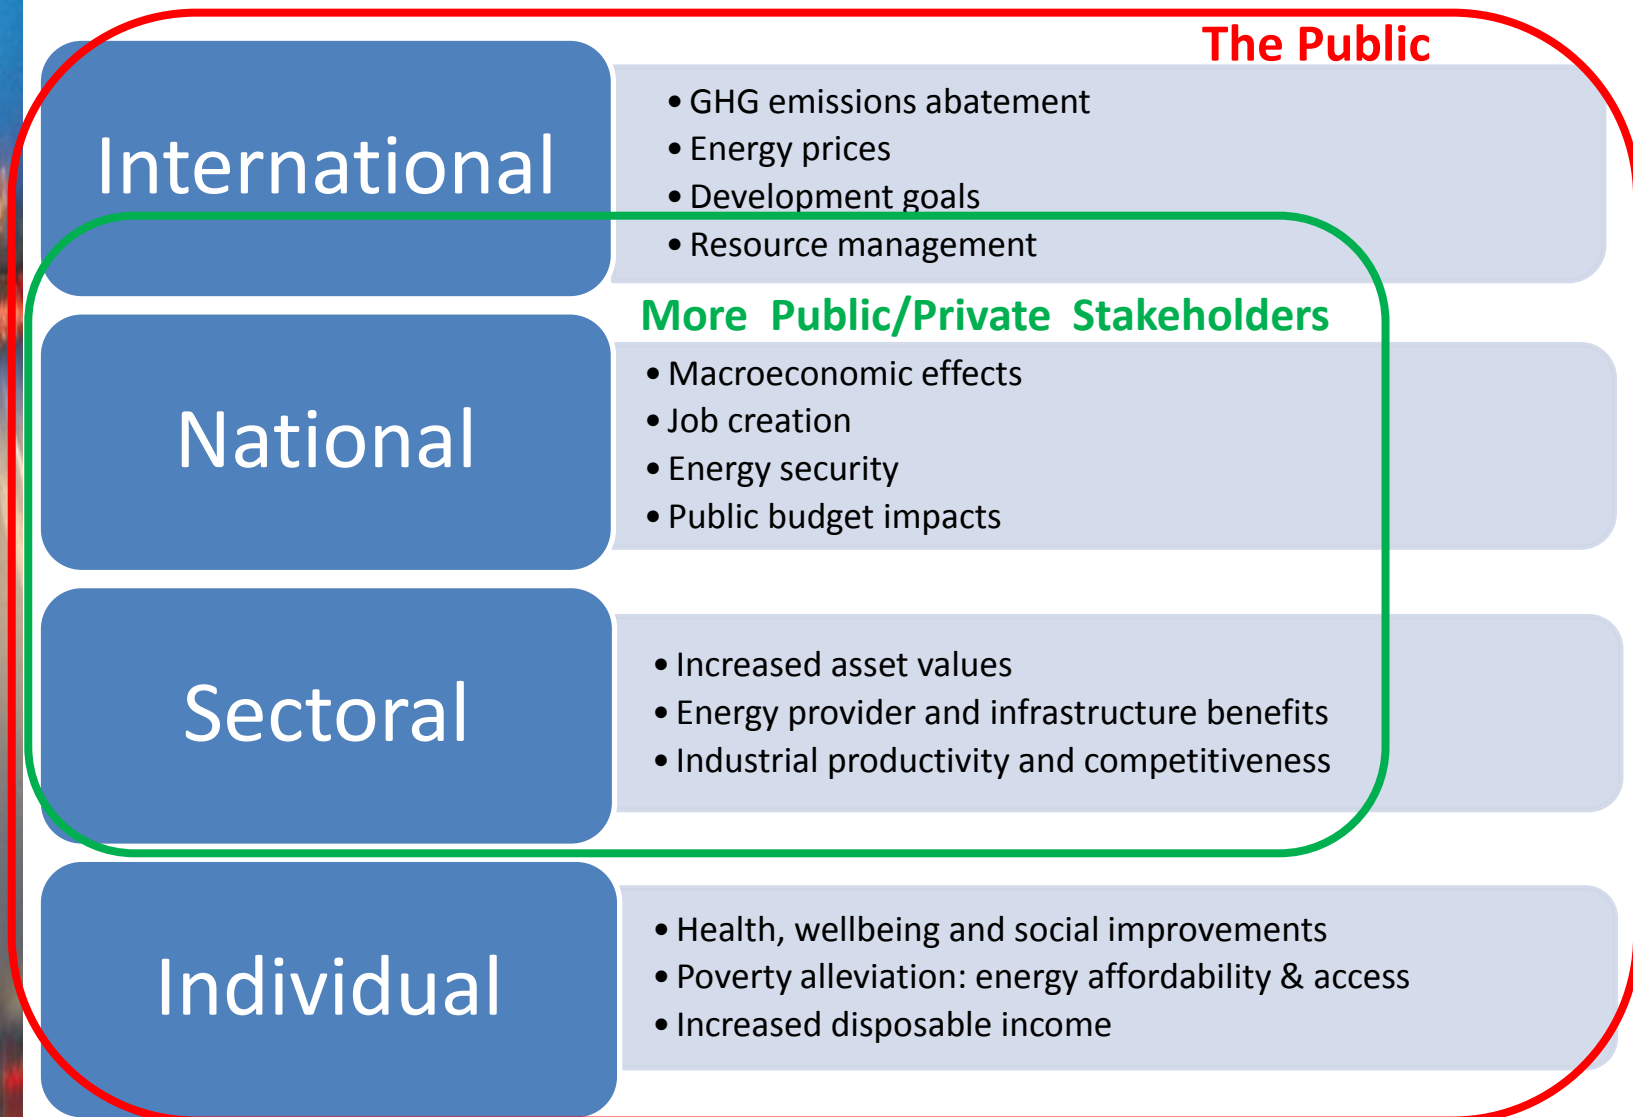 The Public
International
• GHG emissions abatement
• Energy prices
• Development goals
• Resource management
More Public/Private Stakeholders
National
• Macroeconomic effects
• Job creation
• Energy security
• Public budget impacts
Sectoral
• Increased asset values
• Energy provider and infrastructure benefits
• Industrial productivity and competitiveness
Individual
• Health, wellbeing and social improvements
• Poverty alleviation: energy affordability & access
• Increased disposable income